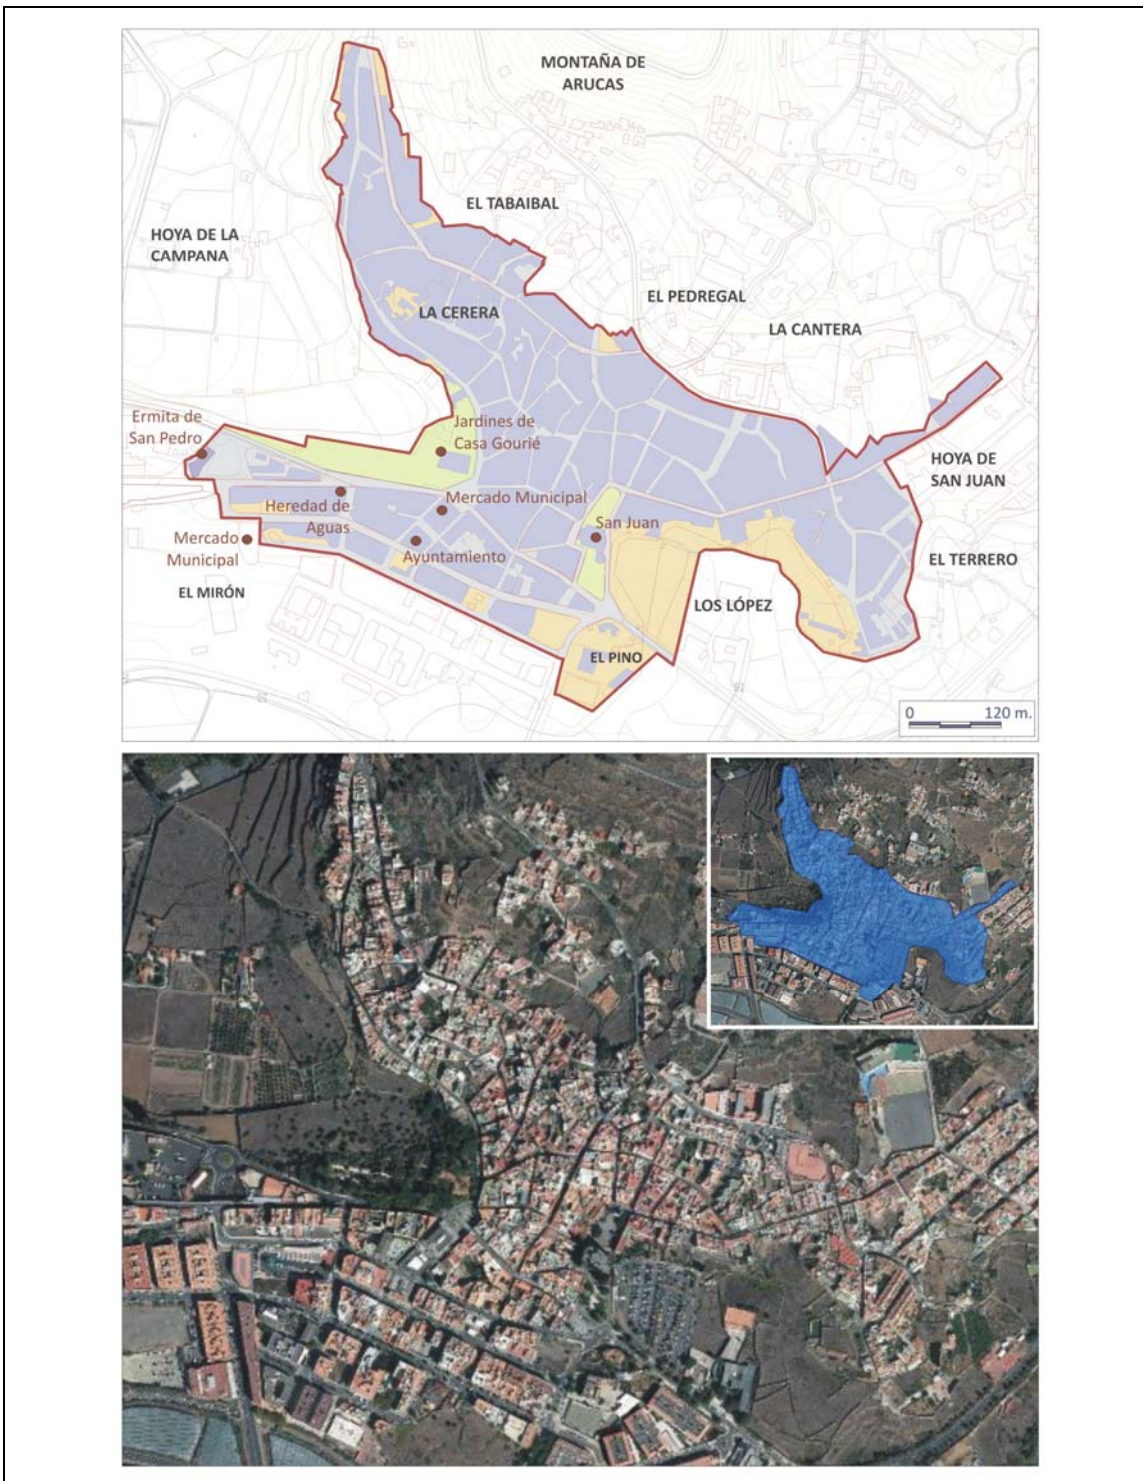 MONTAÑA DE
ARUCAS
EL TABAIBAL
HOYA DE LA
CAMPANA
EL PEDREGAL
LA CERERA
LA CANTERA
Ermita de
San Pedro
Jardines de
Casa Gourié
HOYA DE
SAN JUAN
Heredad de
Aguas
Mercado Municipal
San Juan
Mercado
Municipal
Ayuntamiento
EL TERRERO
EL MIRÓN
LOS LÓPEZ
EL PINO
0 120 m.